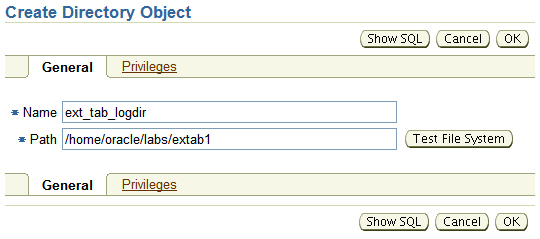 Create Directory Object
Show SQL Cancel OK
General Privileges
* Name ext_tab_logdir
* Path /home/oracle/labs/extab1 Test File System
General Privileges
Show SQL Cancel OK